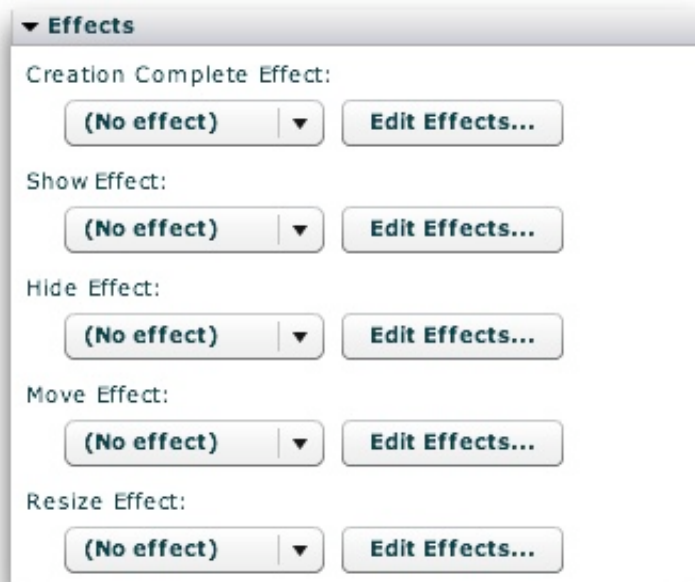 Effects
Creation Complete Effect:
(No effect) Edit Effects...
Show Effect:
(No effect) Edit Effects...
Hide Effect:
(No effect) Edit Effects...
Move Effect:
(No effect) Edit Effects...
Resize Effect:
(No effect) Edit Effects...